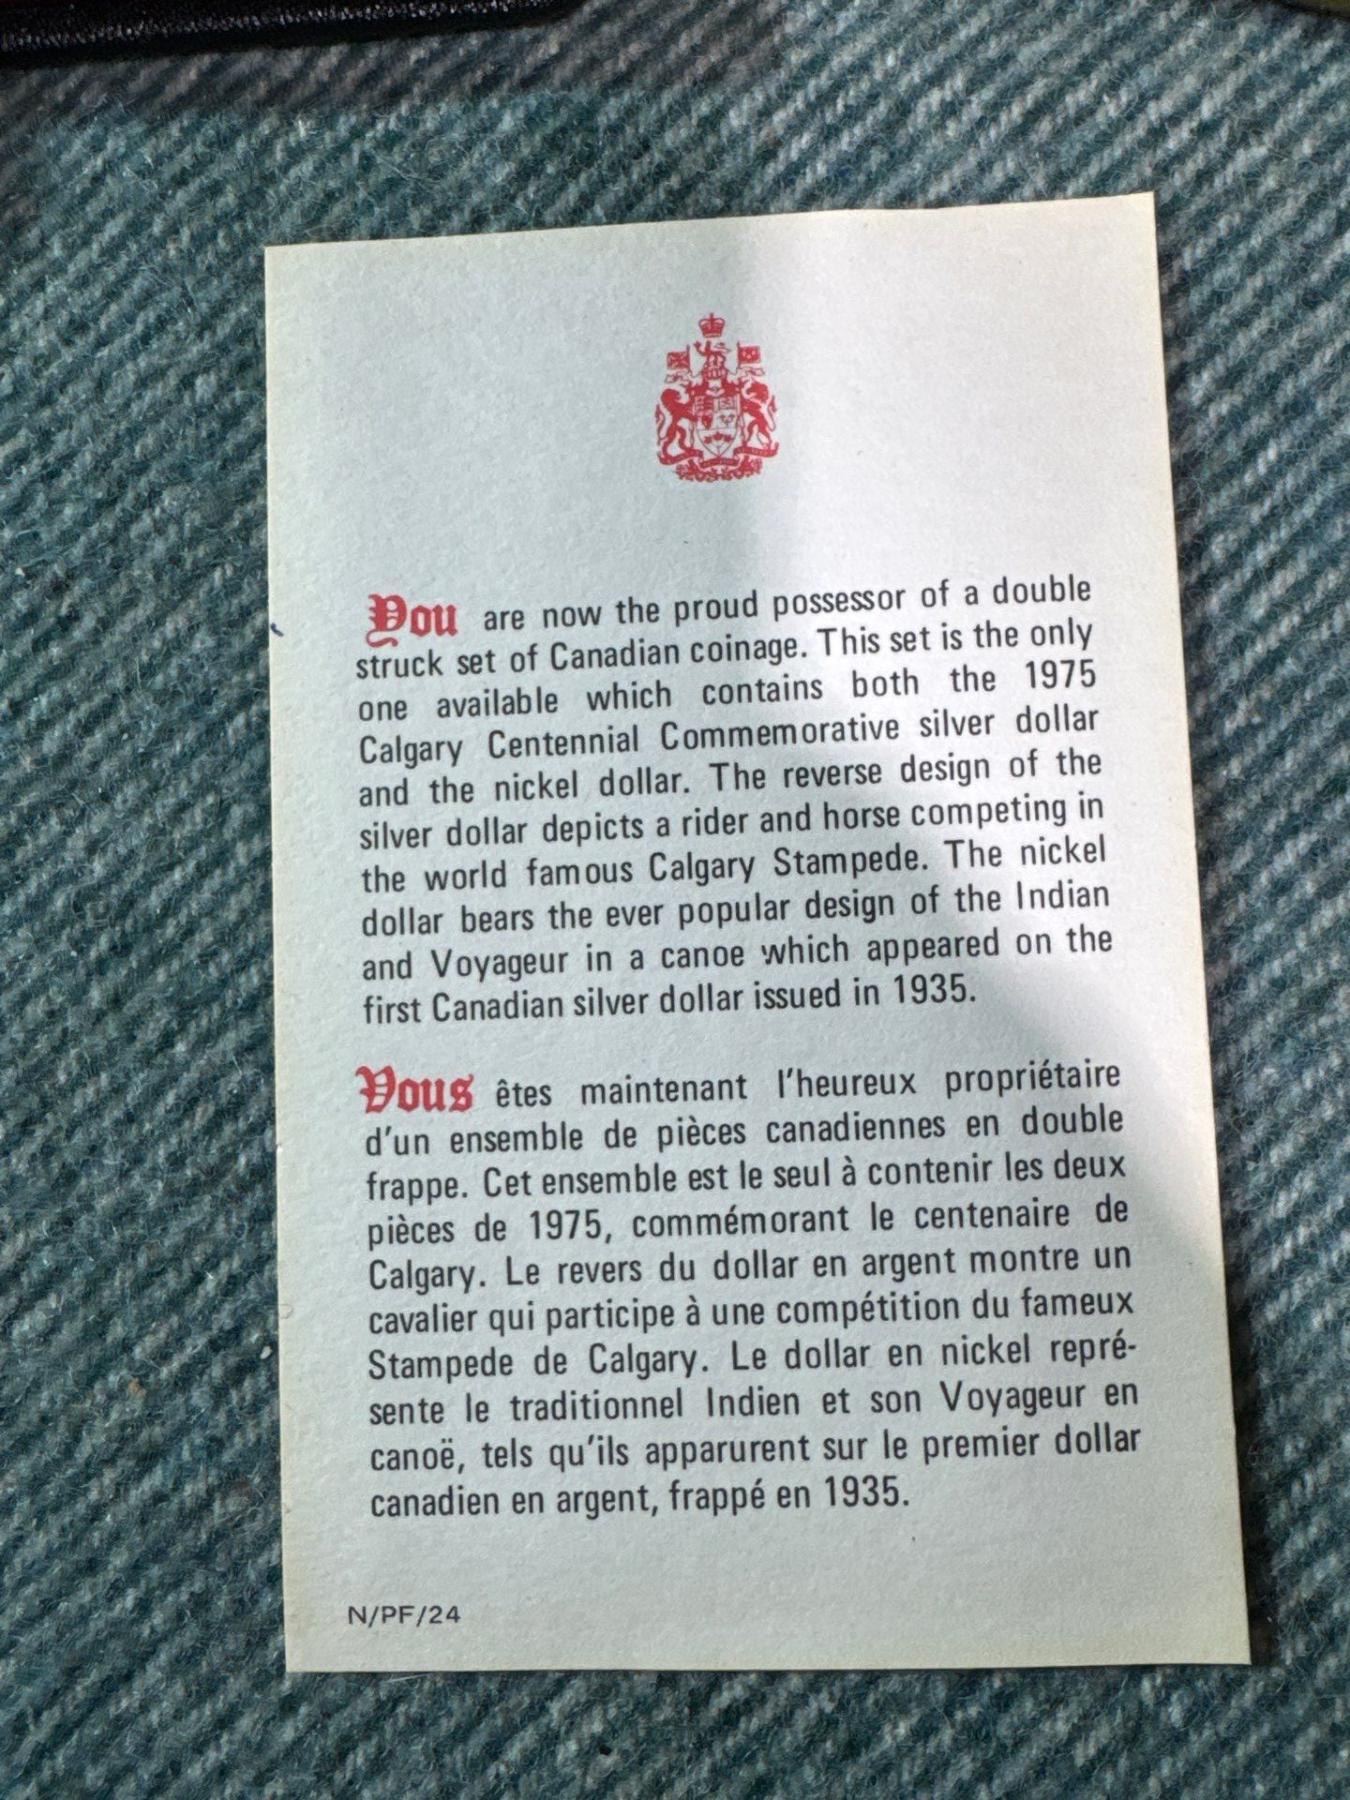 You are now the proud possessor of a double
struck set of Canadian coinage. This set is the only
one available which contains both the 1975
Calgary Centennial Commemorative silver dollar
and the nickel dollar. The reverse design of the
silver dollar depicts a rider and horse competing in
the world famous Calgary Stampede. The nickel
dollar bears the ever popular design of the Indian
and Voyageur in a canoe which appeared on the
first Canadian silver dollar issued in 1935.
Vous êtes maintenant l'heureux propriétaire
d'un ensemble de pièces canadiennes en double
frappe. Cet ensemble est le seul à contenir les deux
pièces de 1975, commémorant le centenaire de
Calgary. Le revers du dollar en argent montre un
cavalier qui participe à une compétition du fameux
Stampede de Calgary. Le dollar en nickel repré-
sente le traditionnel Indien et son Voyageur en
canoë, tels qu'ils apparurent sur le premier dollar
canadien en argent, frappé en 1935.
N/PF/24